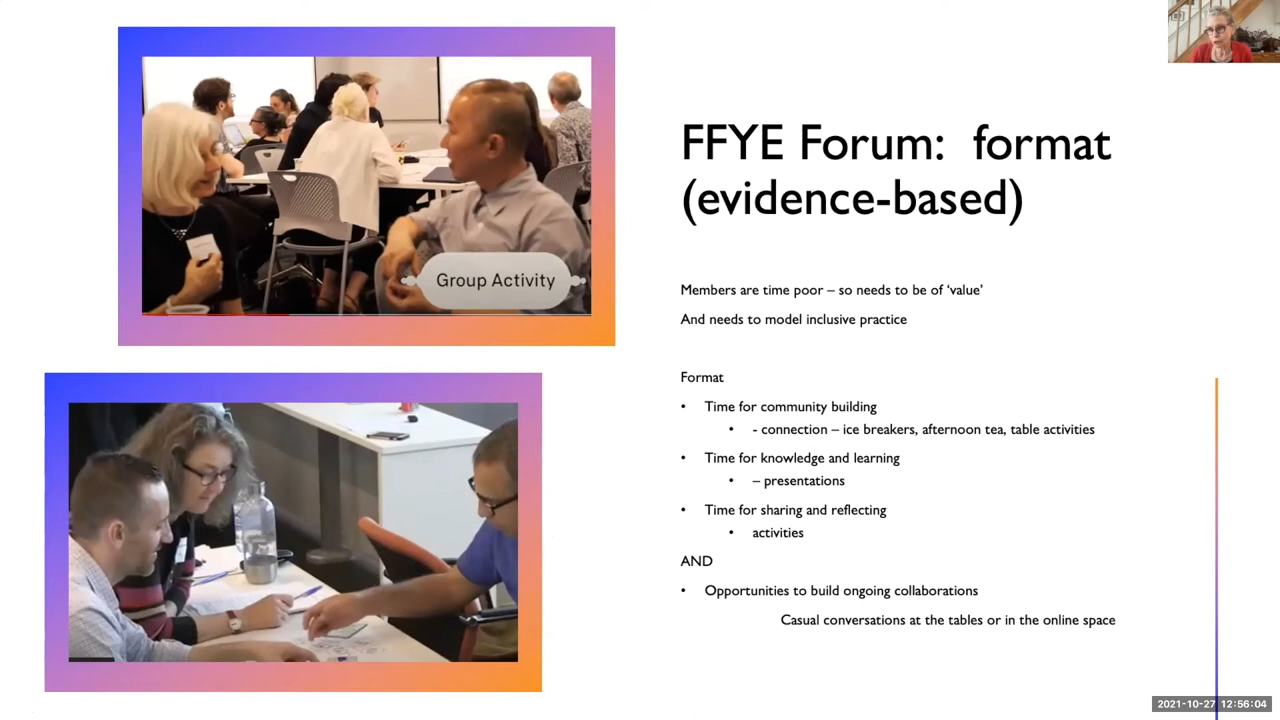 Group Activity
FFYE Forum:  format
(evidence-based)
Members are time poor – so needs to be of ‘value’
And needs to model inclusive practice
Format
• Time for community building
• - connection – ice breakers, afternoon tea, table activities
• Time for knowledge and learning
• – presentations
• Time for sharing and reflecting
• activities
AND
• Opportunities to build ongoing collaborations
Casual conversations at the tables or in the online space
2021-10-27 12:56:04